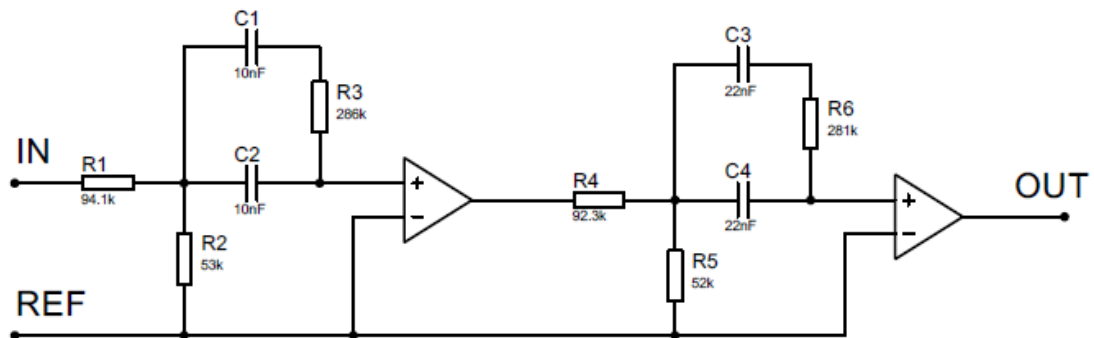 C1
10nF
R3
286k
IN
R1
94.1k
C2
10nF
+
−
R2
53k
REF
R4
92.3k
C3
22nF
R6
281k
C4
22nF
+
−
R5
52k
OUT